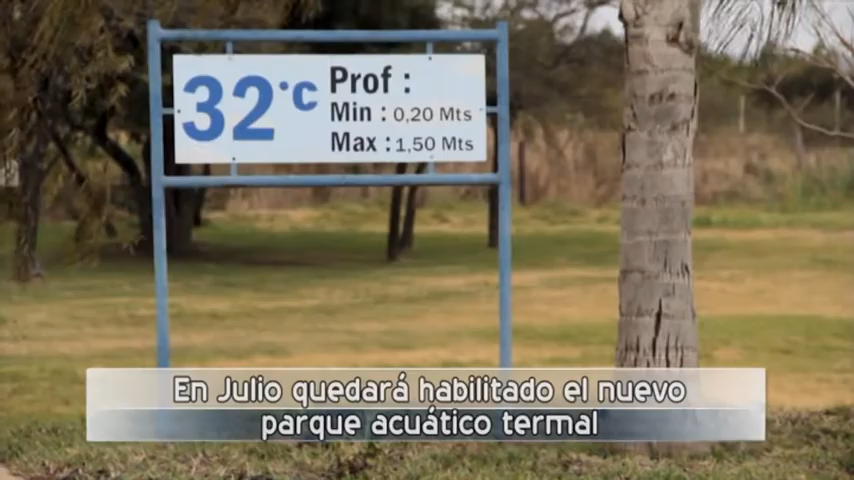 32°C
Prof :
Min : 0,20 Mts
Max : 1,50 Mts
En Julio quedará habilitado el nuevo
parque acuático termal